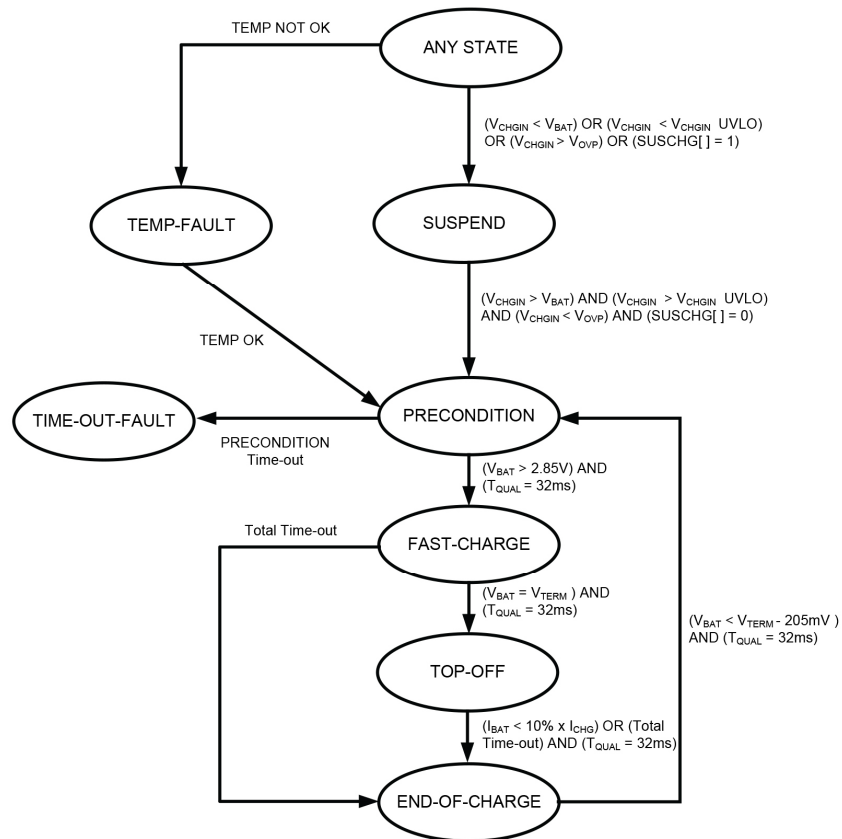 TEMP NOT OK
ANY STATE
(VCHGIN < VBAT) OR (VCHGIN < VCHGIN UVLO)
OR (VCHGIN > VOVP) OR (SUSCHG[ ] = 1)
TEMP-FAULT
SUSPEND
(VCHGIN > VBAT) AND (VCHGIN > VCHGIN UVLO)
AND (VCHGIN < VOVP) AND (SUSCHG[ ] = 0)
TEMP OK
TIME-OUT-FAULT
PRECONDITION
PRECONDITION
Time-out
(VBAT > 2.85V) AND
(TQUAL = 32ms)
Total Time-out
FAST-CHARGE
(VBAT = VTERM ) AND
(TQUAL = 32ms)
(VBAT < VTERM - 205mV )
AND (TQUAL = 32ms)
TOP-OFF
(IBAT < 10% x ICHG) OR (Total
Time-out) AND (TQUAL = 32ms)
END-OF-CHARGE